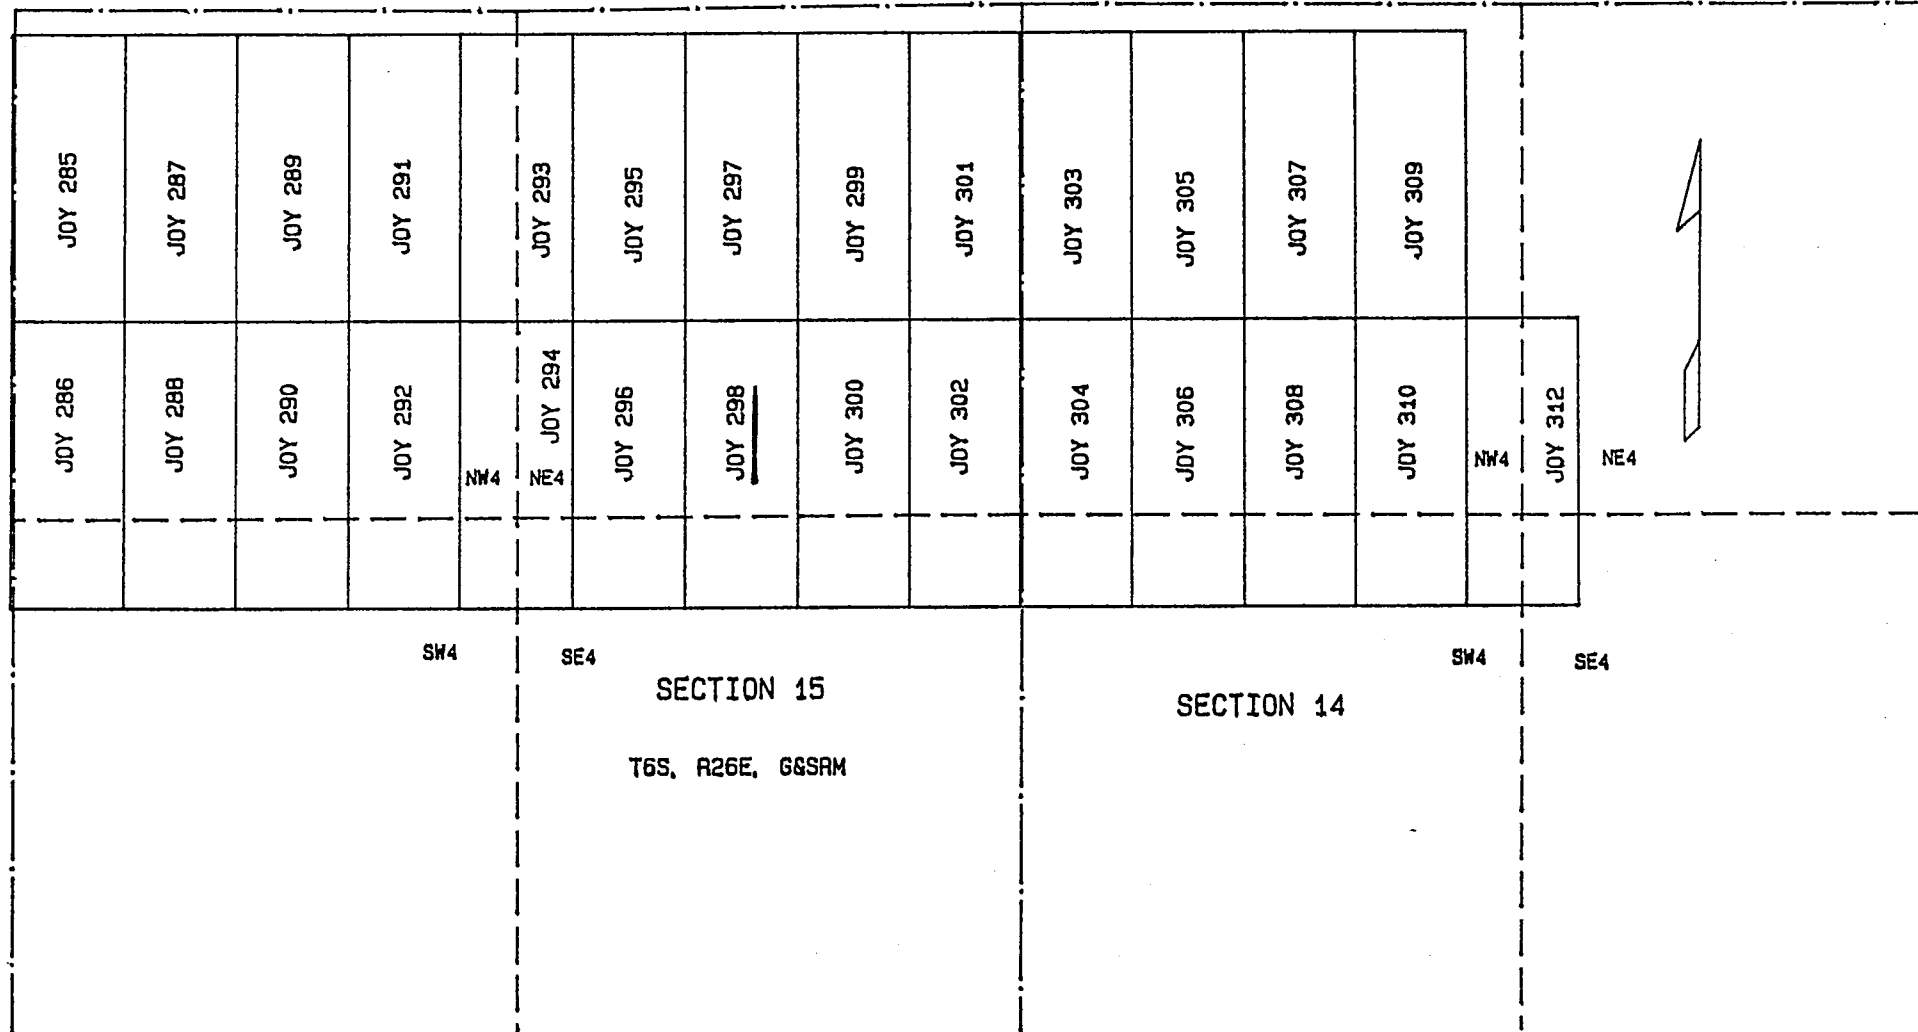 JOY 285
JOY 287
JOY 289
JOY 291
JOY 293
JOY 295
JOY 297
JOY 299
JOY 301
JOY 303
JOY 305
JOY 307
JOY 309
JOY 286
JOY 288
JOY 290
JOY 292
NW4
JOY 294
NE4
JOY 296
JOY 298
JOY 300
JOY 302
JOY 304
JOY 306
JOY 308
JOY 310
NW4
JOY 312
NE4
SW4
SE4
SW4
SE4
SECTION 15
SECTION 14
T6S, R26E, G&SRM